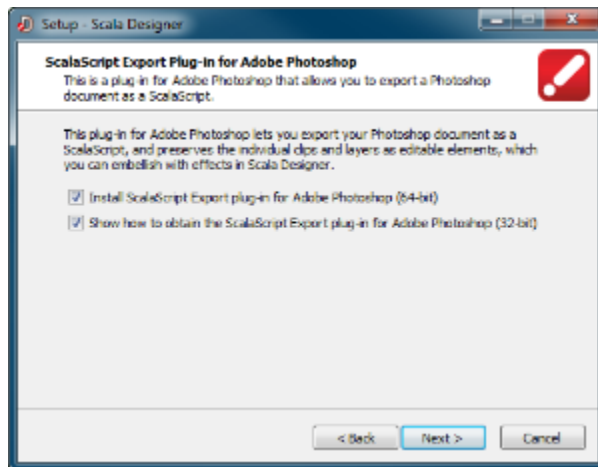 Setup - Scala Designer
ScalaScript Export Plug-in for Adobe Photoshop
This is a plug-in for Adobe Photoshop that allows you to export a Photoshop
document as a ScalaScript.
This plug-in for Adobe Photoshop lets you export your Photoshop document as a
ScalaScript, and preserves the individual clips and layers as editable elements, which
you can embellish with effects in Scala Designer.
Install ScalaScript Export plug-in for Adobe Photoshop (64-bit)
Show how to obtain the ScalaScript Export plug-in for Adobe Photoshop (32-bit)
< Back
Next >
Cancel